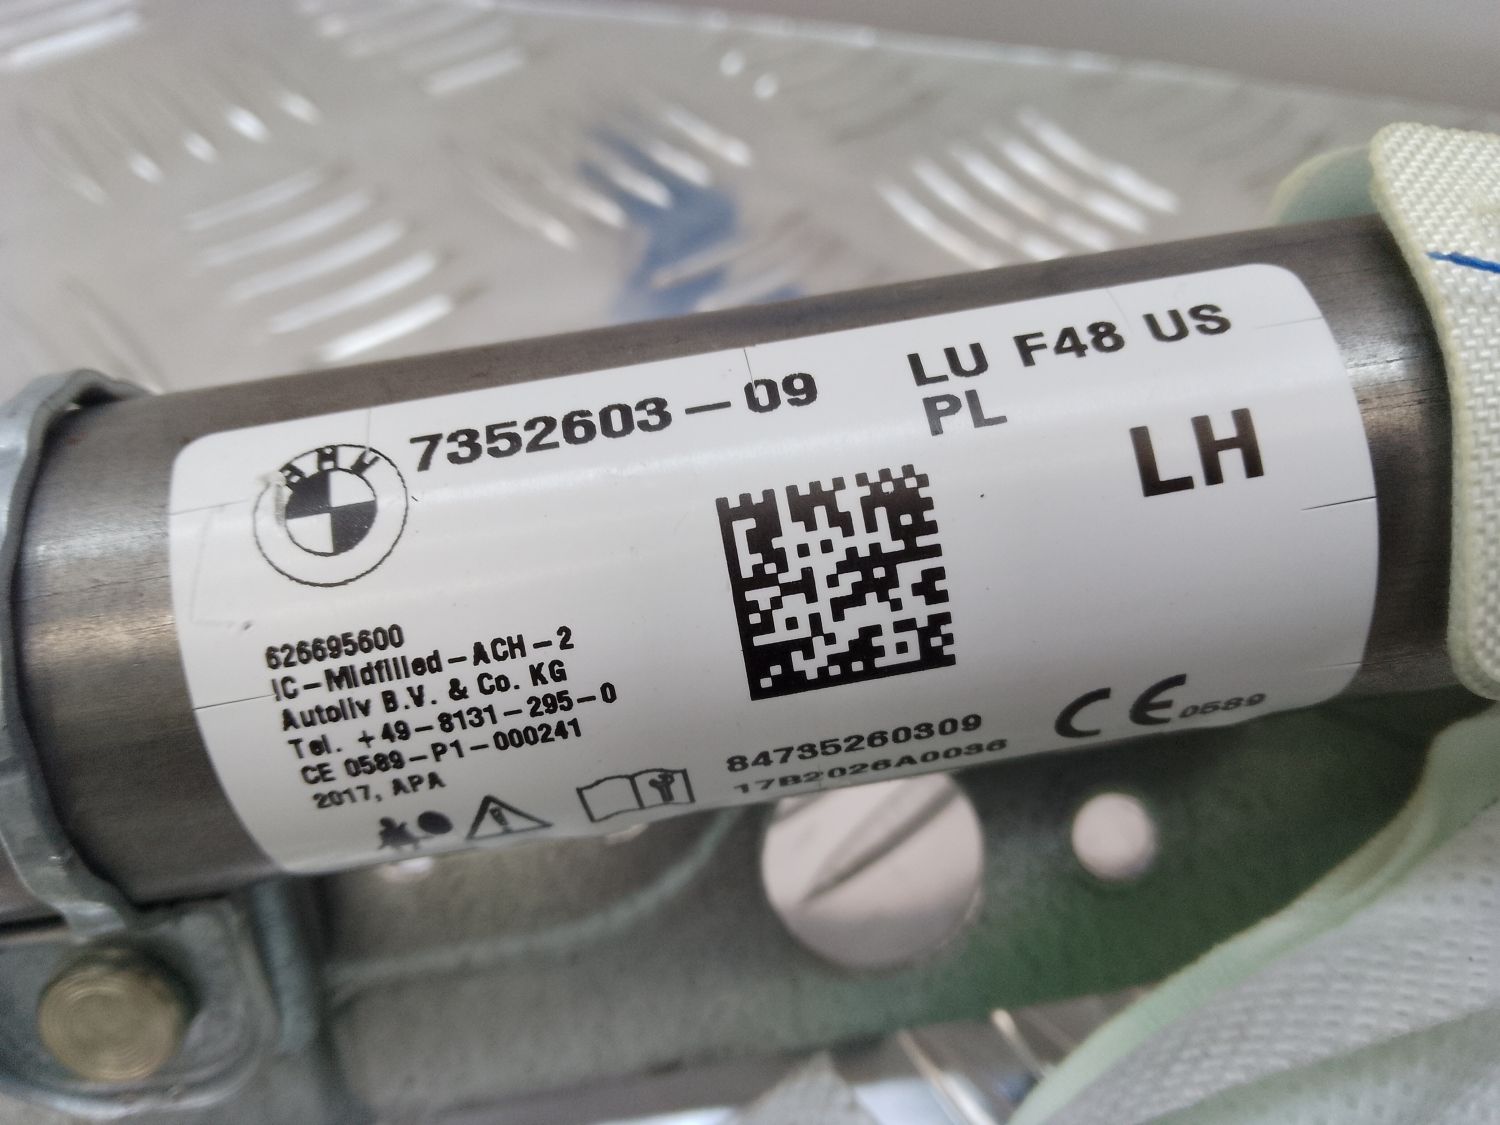 BMW
7352603-09
LU F48 US
PL
LH
626695600
IC-Midfilled-ACH-2
Autoliv B.V. & Co. KG
Tel. +49-8131-295-0
CE 0589-P1-000241
2017, APA
84735260309
17B2026A0036
CE 0589